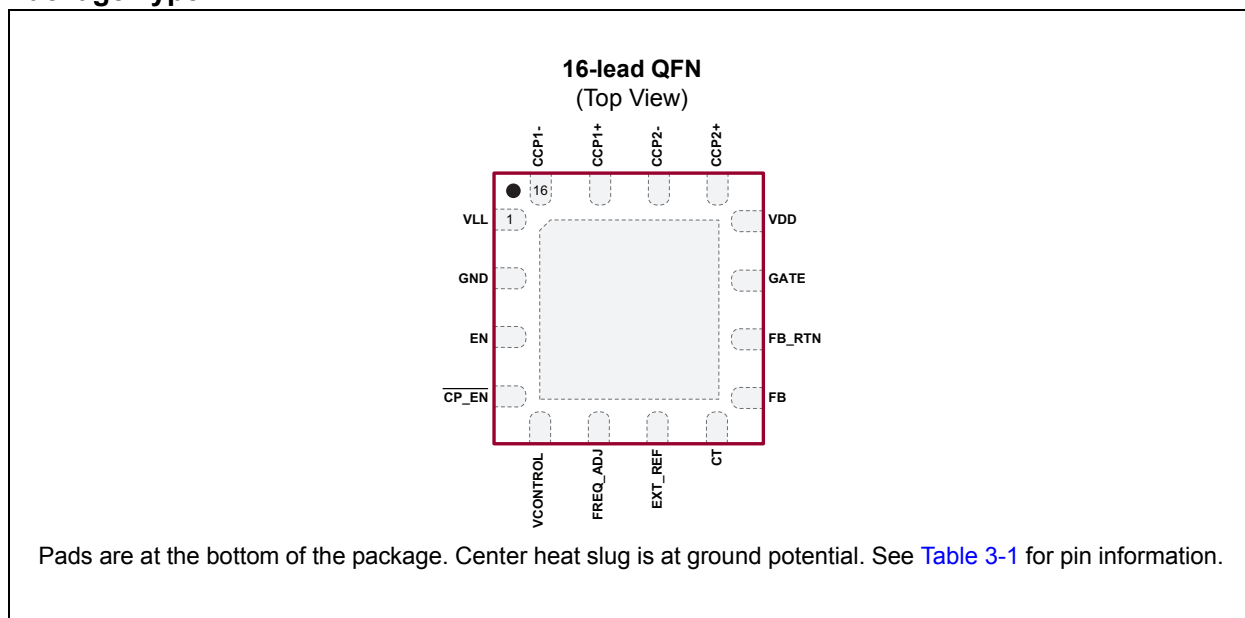 16-lead QFN
(Top View)
CCP1-
CCP1+
CCP2-
CCP2+
16
VLL
1
VDD
GND
GATE
EN
FB_RTN
CP_EN
FB
VCONTROL
FREQ_ADJ
EXT_REF
CT
Pads are at the bottom of the package. Center heat slug is at ground potential. See Table 3-1 for pin information.